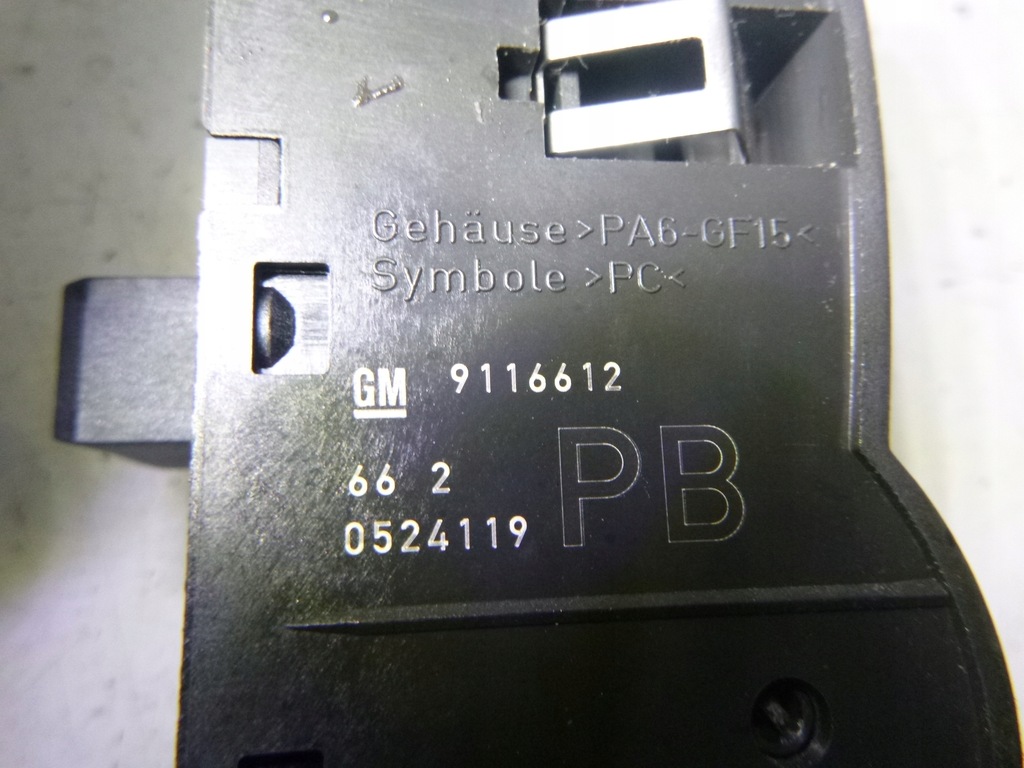 Gehäuse >PA6-GF15<
Symbole >PC<
GM 9116612
66 2
PB
0524119